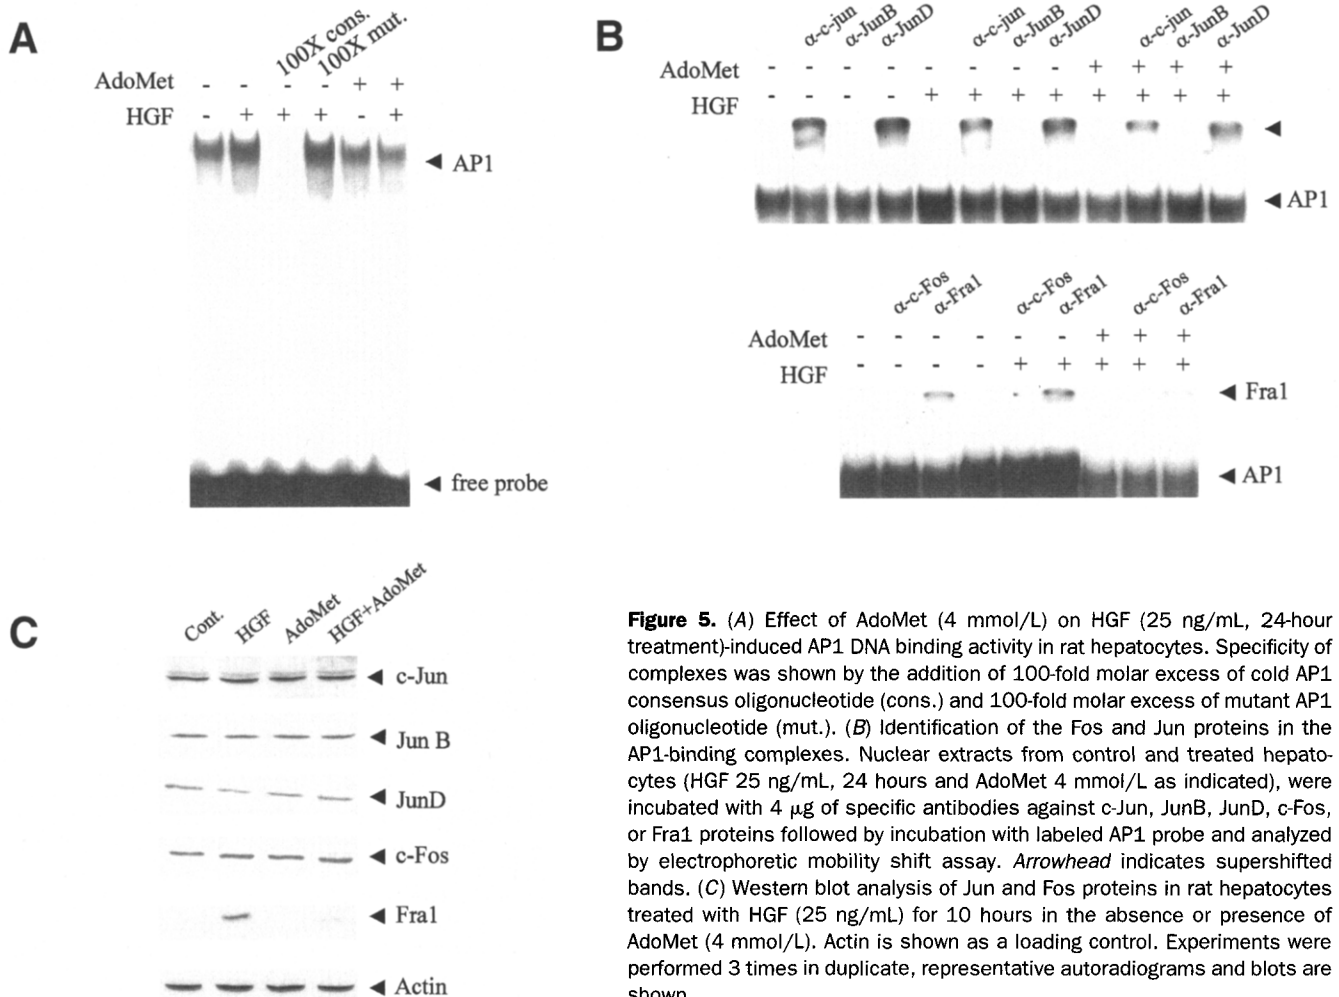 A
100X cons.
100X mut.
AdoMet - - - - + +
HGF - + + + - +
AP1
free probe
B
α-c-jun α-JunB α-JunD α-c-jun α-JunB α-JunD α-c-jun α-JunB α-JunD
AdoMet - - - - - - - - + + + +
HGF - - - - + + + + + + + +
AP1
α-c-Fos α-Fra1 α-c-Fos α-Fra1 α-c-Fos α-Fra1
AdoMet - - - - - - + + +
HGF - - - - + + + + +
Fra1
AP1
C
Cont. HGF AdoMet HGF+AdoMet
c-Jun
Jun B
JunD
c-Fos
Fra1
Actin
Figure 5. (A) Effect of AdoMet (4 mmol/L) on HGF (25 ng/mL, 24-hour
treatment)-induced AP1 DNA binding activity in rat hepatocytes. Specificity of
complexes was shown by the addition of 100-fold molar excess of cold AP1
consensus oligonucleotide (cons.) and 100-fold molar excess of mutant AP1
oligonucleotide (mut.). (B) Identification of the Fos and Jun proteins in the
AP1-binding complexes. Nuclear extracts from control and treated hepato-
cytes (HGF 25 ng/mL, 24 hours and AdoMet 4 mmol/L as indicated), were
incubated with 4 μg of specific antibodies against c-Jun, JunB, JunD, c-Fos,
or Fra1 proteins followed by incubation with labeled AP1 probe and analyzed
by electrophoretic mobility shift assay. Arrowhead indicates supershifted
bands. (C) Western blot analysis of Jun and Fos proteins in rat hepatocytes
treated with HGF (25 ng/mL) for 10 hours in the absence or presence of
AdoMet (4 mmol/L). Actin is shown as a loading control. Experiments were
performed 3 times in duplicate, representative autoradiograms and blots are
shown